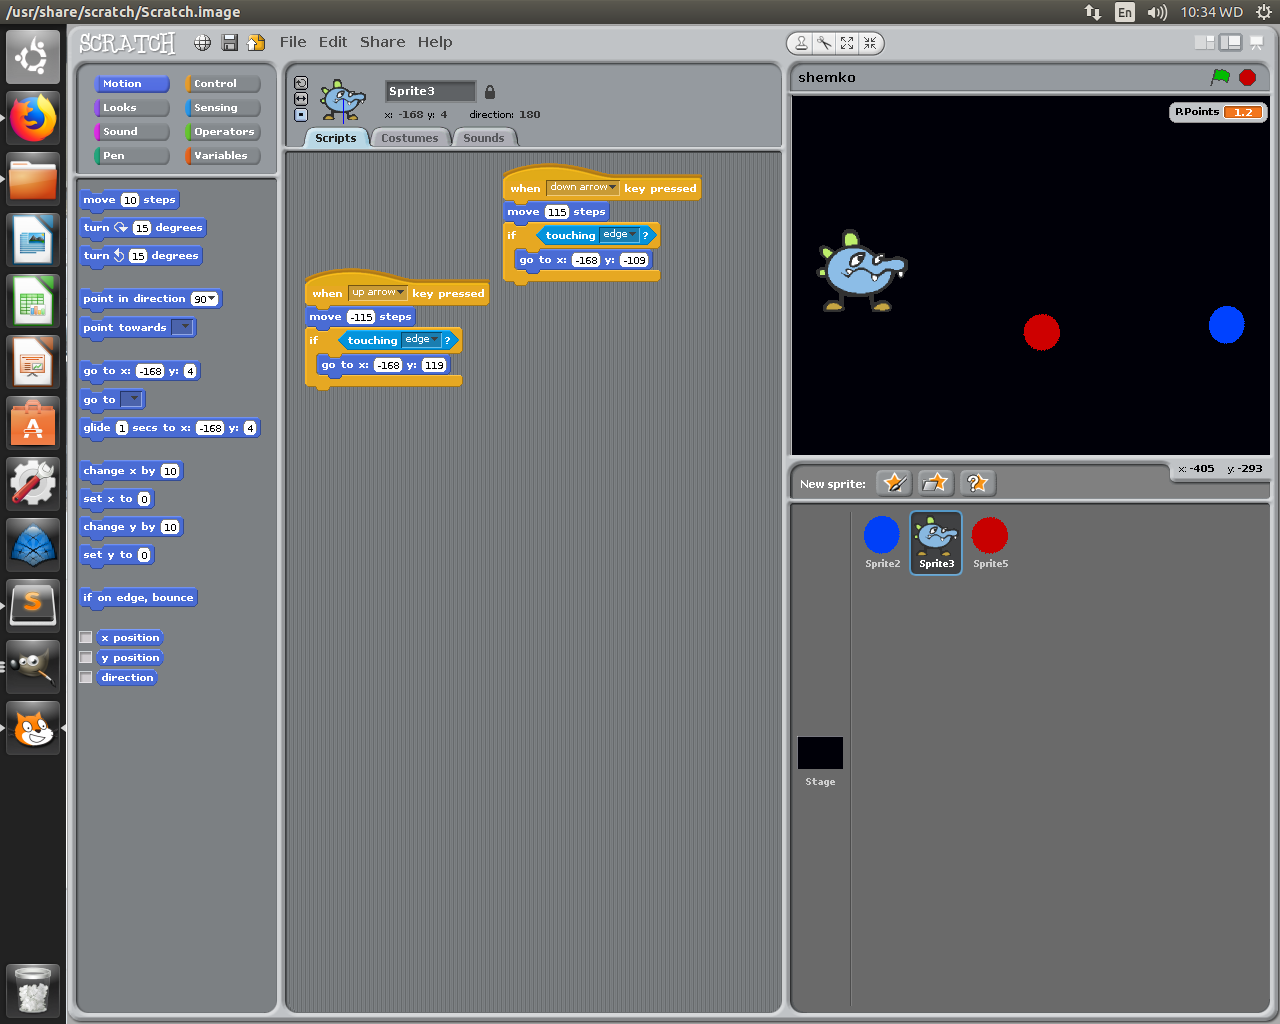 /usr/share/scratch/Scratch.image
En
10:34 WD
SCRATCH
File Edit Share Help
Motion Control
Looks Sensing
Sound Operators
Pen Variables
move 10 steps
turn 15 degrees
turn 15 degrees
point in direction 90
point towards
go to x: -168 y: 4
go to
glide 1 secs to x: -168 y: 4
change x by 10
set x to 0
change y by 10
set y to 0
if on edge, bounce
x position
y position
direction
Sprite3
x: -168 y: 4 direction: 180
Scripts Costumes Sounds
when down arrow key pressed
move 115 steps
if touching edge ?
go to x: -168 y: -109
when up arrow key pressed
move -115 steps
if touching edge ?
go to x: -168 y: 119
shemko
P.Points 1.2
x: -405 y: -293
New sprite:
Sprite2 Sprite3 Sprite5
Stage